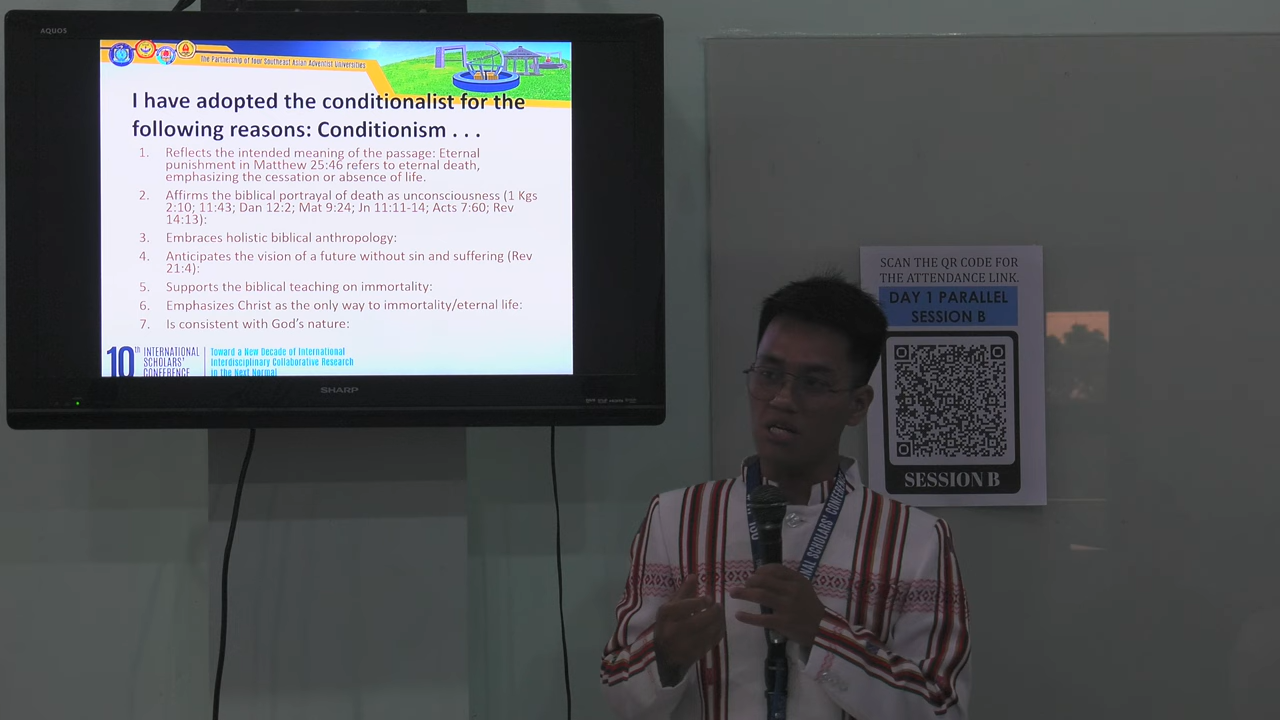 AQUOS
The Partnership of four Southeast Asian Adventist Universities
I have adopted the conditionalist for the
following reasons: Conditionism . . .
1. Reflects the intended meaning of the passage: Eternal
punishment in Matthew 25:46 refers to eternal death,
emphasizing the cessation or absence of life.
2. Affirms the biblical portrayal of death as unconsciousness (1 Kgs
2:10; 11:43; Dan 12:2; Mat 9:24; Jn 11:11-14; Acts 7:60; Rev
14:13):
3. Embraces holistic biblical anthropology:
4. Anticipates the vision of a future without sin and suffering (Rev
21:4):
5. Supports the biblical teaching on immortality:
6. Emphasizes Christ as the only way to immortality/eternal life:
7. Is consistent with God's nature:
10th INTERNATIONAL
SCHOLARS'
CONFERENCE
Toward a New Decade of International
Interdisciplinary Collaborative Research
in the Next Normal
SHARP
SCAN THE QR CODE FOR
THE ATTENDANCE LINK.
DAY 1 PARALLEL
SESSION B
SESSION B
NAL SCHOLARS' CONFERENCE